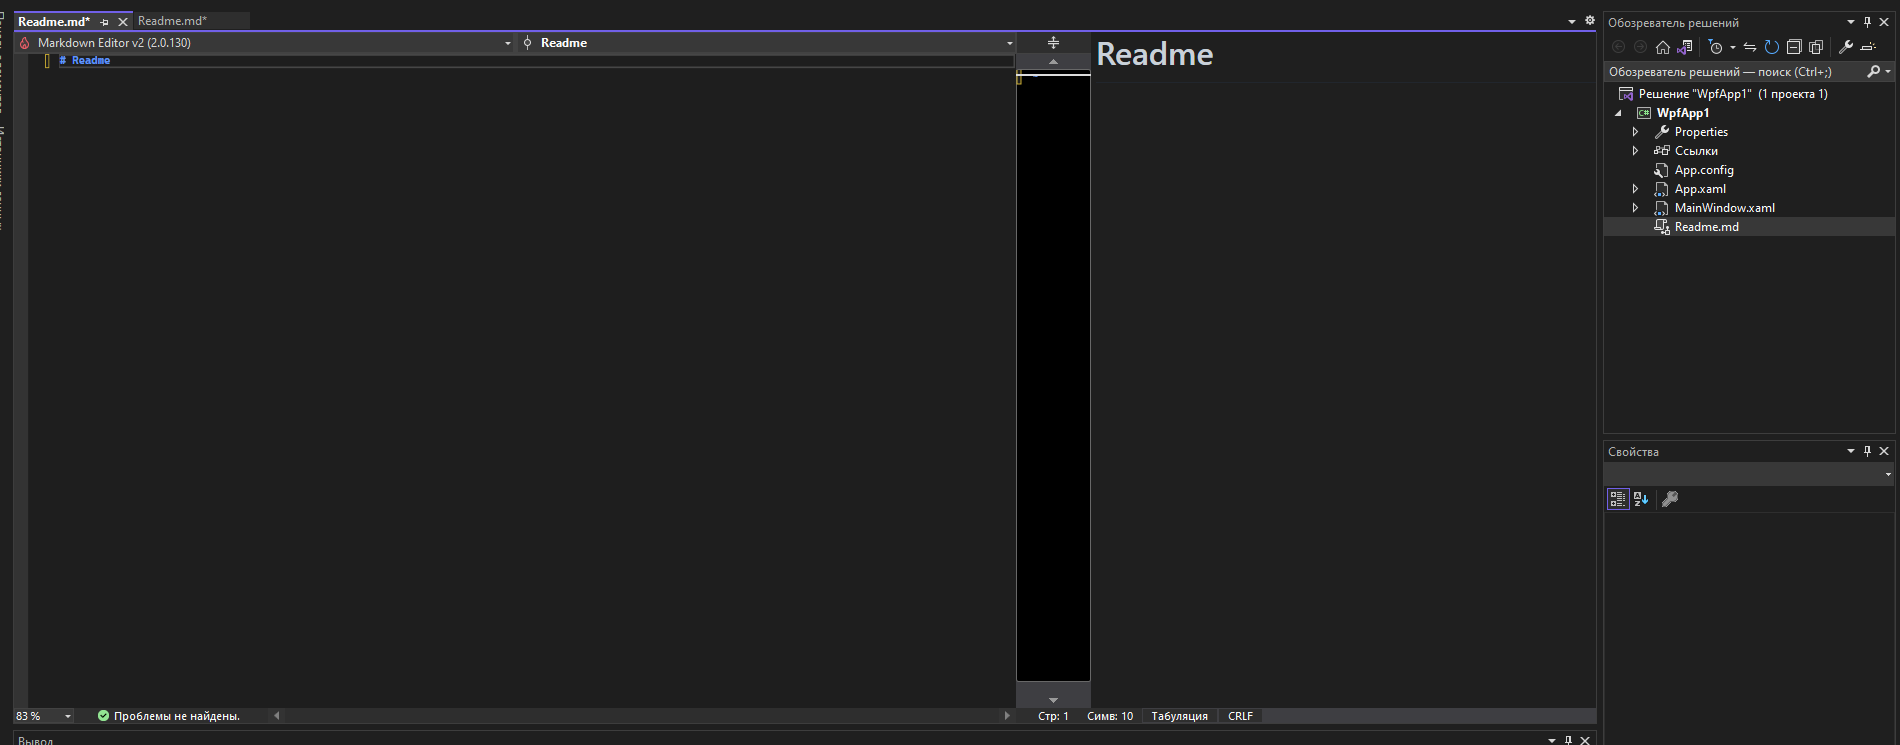 Readme.md*
Readme.md*
Markdown Editor v2 (2.0.130)
Readme
# Readme
Readme
83 %
Проблемы не найдены.
Стр: 1
Симв: 10
Табуляция
CRLF
Вывод
Обозреватель решений
Обозреватель решений — поиск (Ctrl+;)
Решение "WpfApp1" (1 проекта 1)
WpfApp1
Properties
Ссылки
App.config
App.xaml
MainWindow.xaml
Readme.md
Свойства